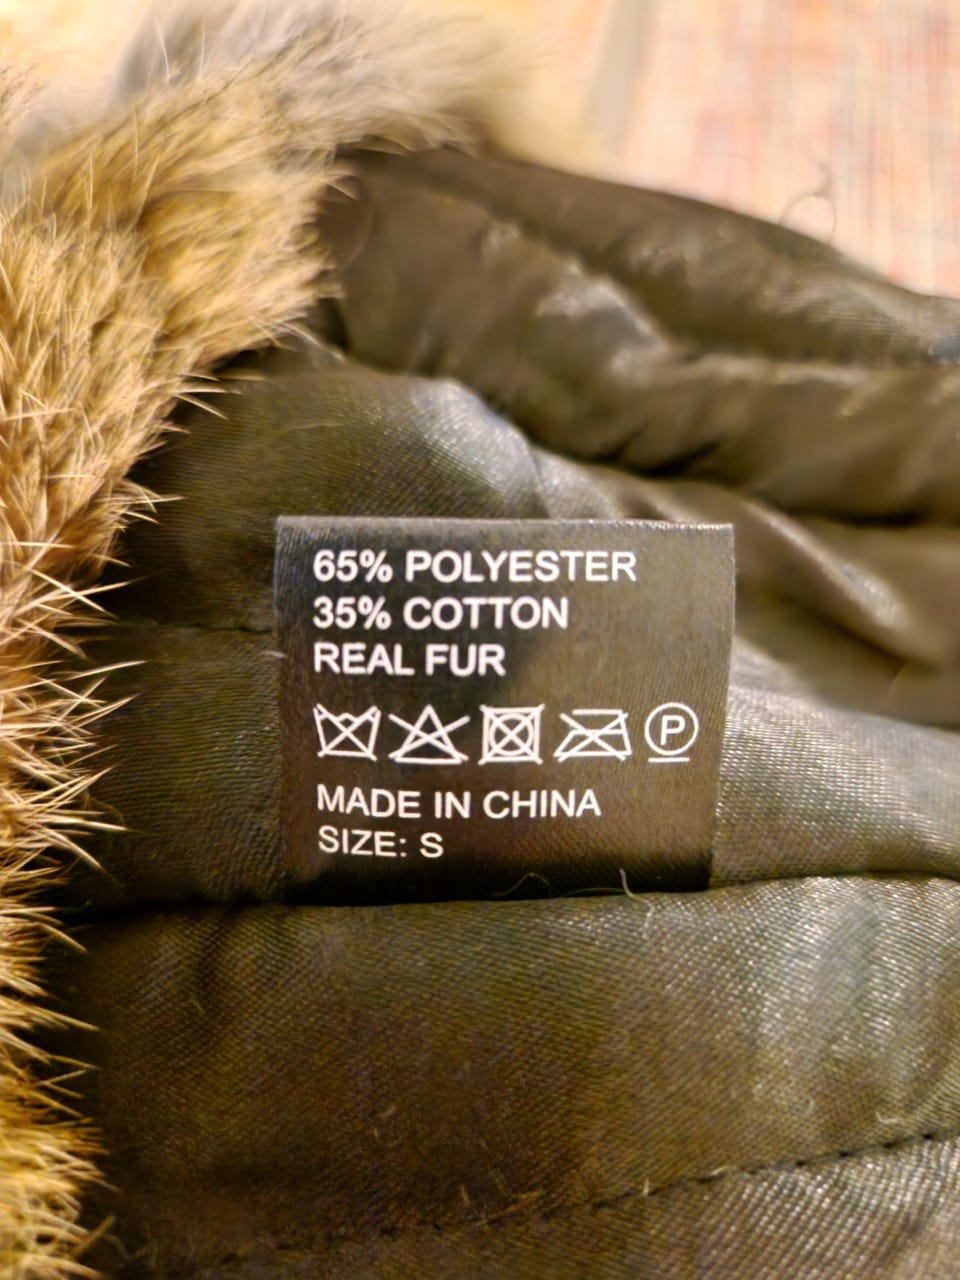 65% POLYESTER
35% COTTON
REAL FUR
P
MADE IN CHINA
SIZE: S